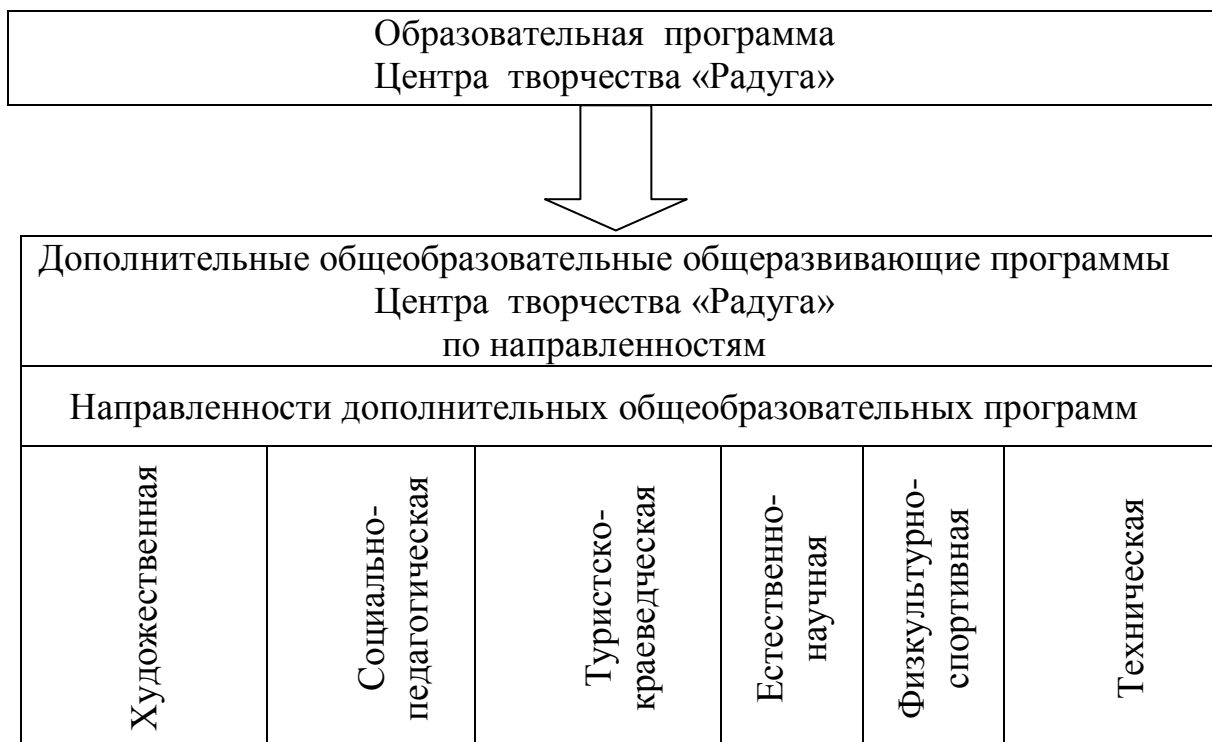 Образовательная программа
Центра творчества «Радуга»
Дополнительные общеобразовательные общеразвивающие программы
Центра творчества «Радуга»
по направленностям
Направленности дополнительных общеобразовательных программ
Художественная
Социально-
педагогическая
Туристско-
краеведческая
Естественно-
научная
Физкультурно-
спортивная
Техническая